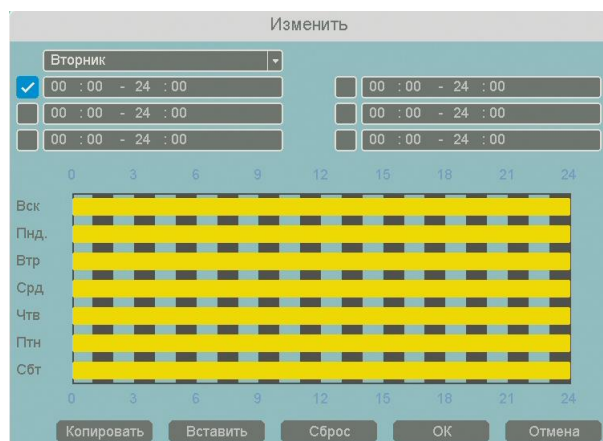 Изменить
Вторник
00 : 00 - 24 : 00 00 : 00 - 24 : 00
00 : 00 - 24 : 00 00 : 00 - 24 : 00
00 : 00 - 24 : 00 00 : 00 - 24 : 00
0 3 6 9 12 15 18 21 24
Вск
Пнд.
Втр
Срд
Чтв
Птн
Сбт
0 3 6 9 12 15 18 21 24
Копировать Вставить Сброс ОК Отмена